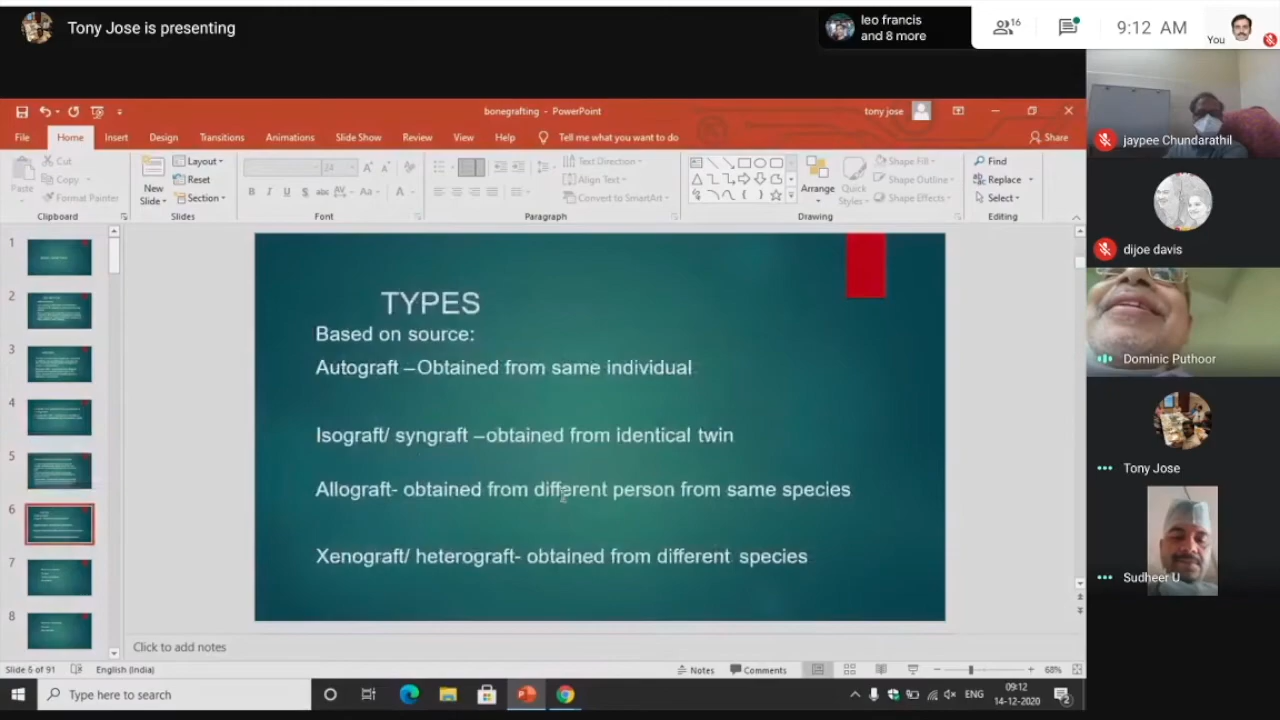 Tony Jose is presenting
leo francis
and 8 more
16
9:12 AM
You
bonegrafting - PowerPoint
tony jose
File Home Insert Design Transitions Animations Slide Show Review View Help Tell me what you want to do Share
Paste
Cut
Copy
Format Painter
Clipboard
New
Slide
Layout
Reset
Section
Slides
24
B I U S abc AV Aa A
Font
Text Direction
Align Text
Convert to SmartArt
Paragraph
Arrange
Quick
Styles
Shape Fill
Shape Outline
Shape Effects
Drawing
Find
Replace
Select
Editing
1
2
3
4
5
6
7
8
TYPES
Based on source:
Autograft –Obtained from same individual
Isograft/ syngraft –obtained from identical twin
Allograft- obtained from different person from same species
Xenograft/ heterograft- obtained from different species
Click to add notes
Slide 6 of 91 English (India) Notes Comments 68%
Type here to search
ENG
09:12
14-12-2020
2
jaypee Chundarathil
dijoe davis
Dominic Puthoor
Tony Jose
Sudheer U